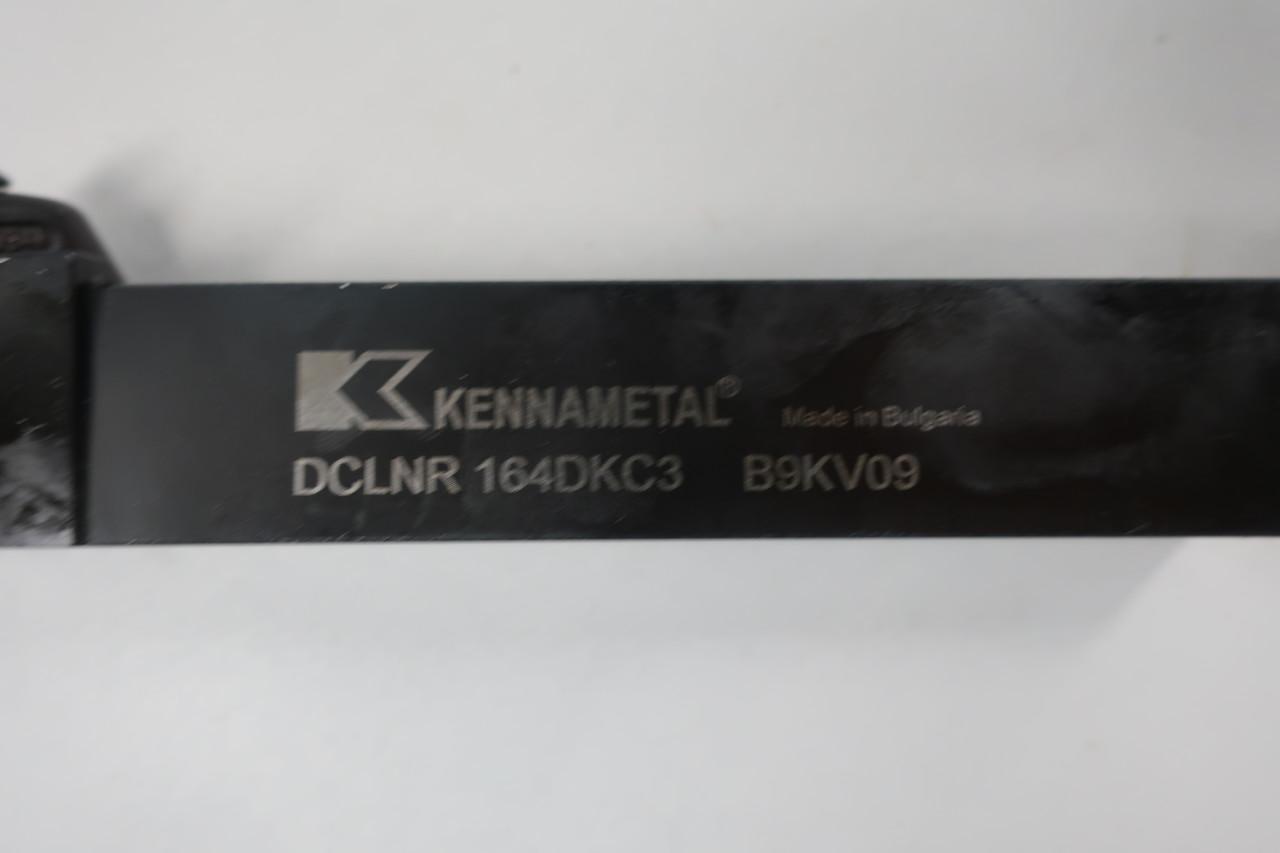 KENNAMETAL® Made in Bulgaria
DCLNR 164DKC3 B9KV09